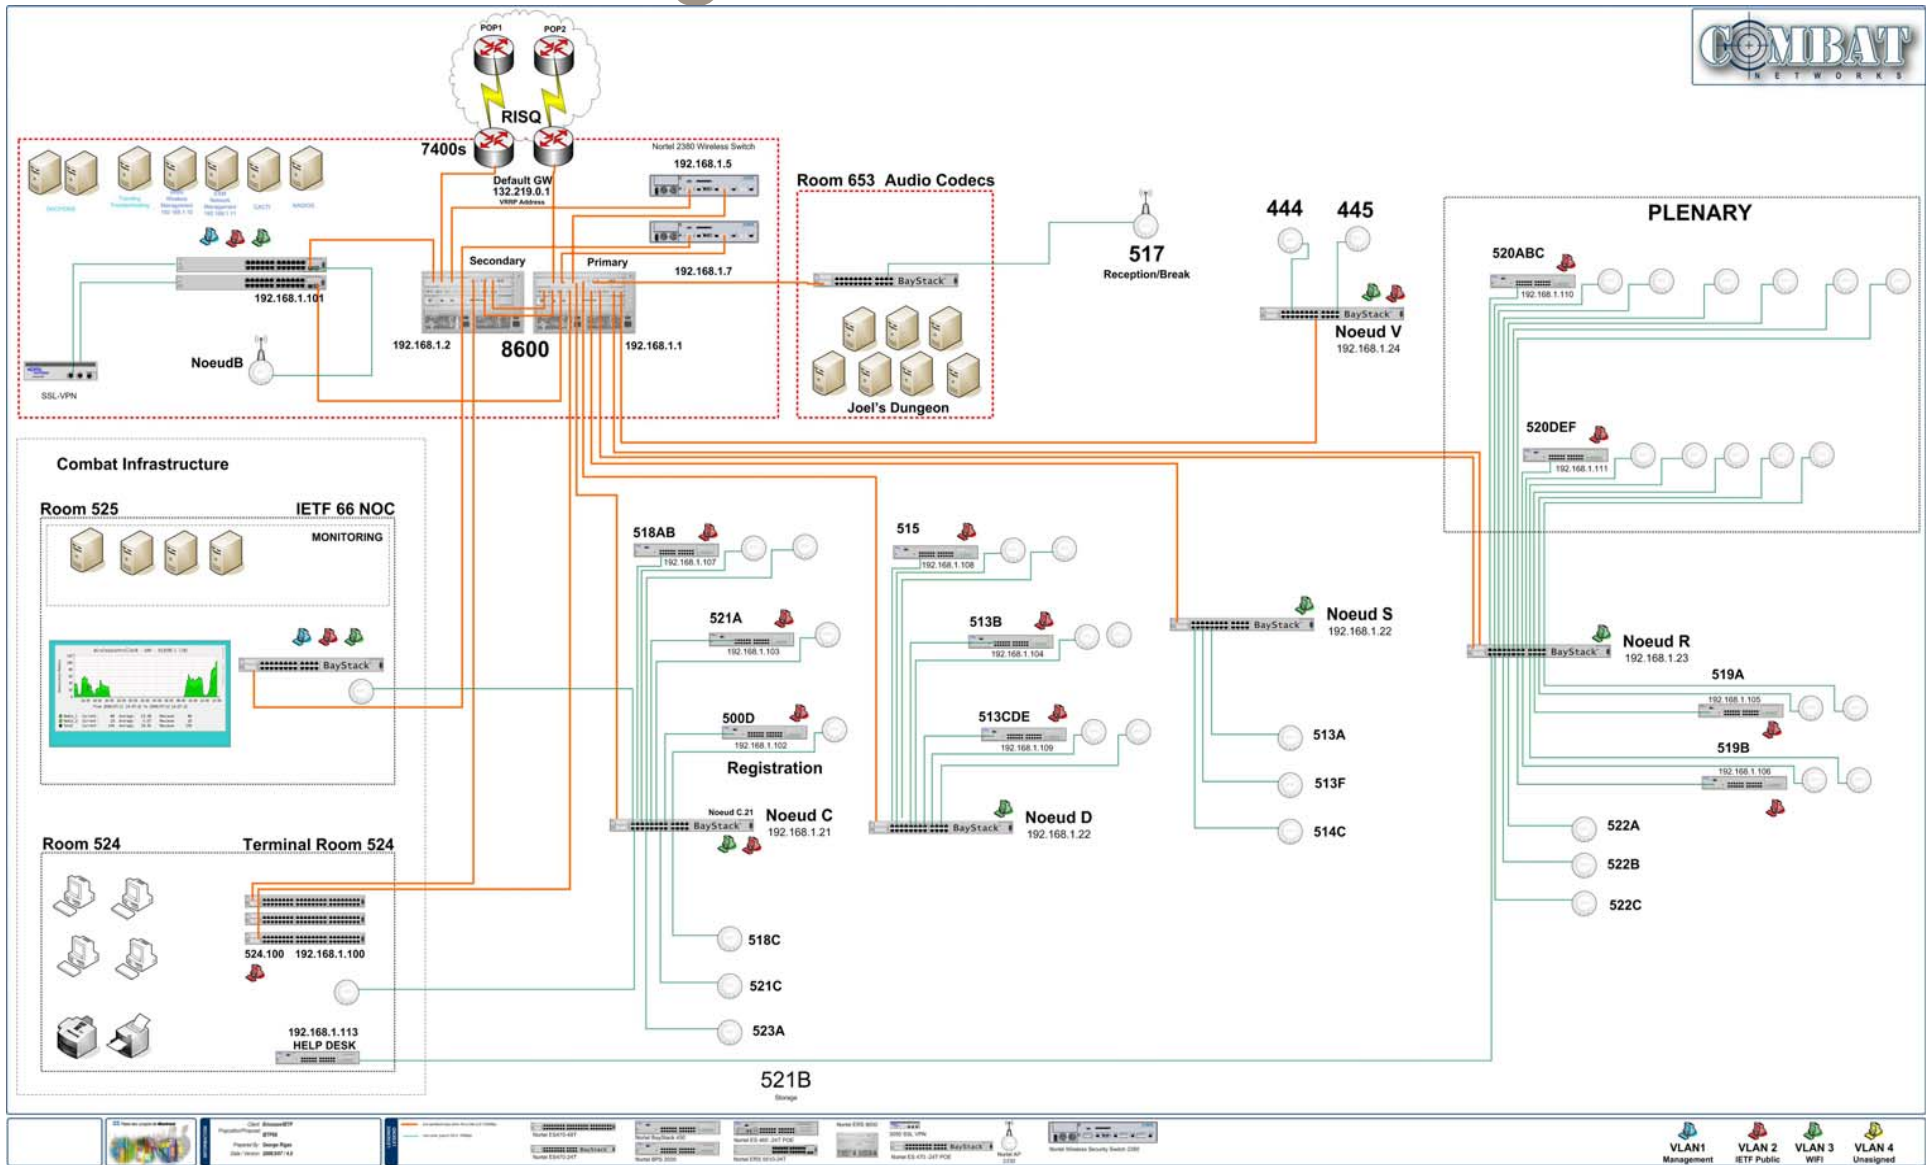 POP1
POP2
COMBAT
NETWORKS
RISQ
7400s
Default GW
132.219.0.1
VRRP Address
Nortel 2380 Wireless Switch
192.168.1.5
192.168.1.7
Secondary
Primary
192.168.1.2
8600
192.168.1.1
192.168.1.101
NoeudB
SSL-VPN
CACTI
NAGIOS
Room 653 Audio Codecs
BayStack
Joel's Dungeon
517
Reception/Break
444
445
BayStack
Noeud V
192.168.1.24
PLENARY
520ABC
192.168.1.110
520DEF
192.168.1.111
Combat Infrastructure
Room 525
IETF 66 NOC
MONITORING
BayStack
Room 524
Terminal Room 524
524.100
192.168.1.100
192.168.1.113
HELP DESK
518AB
192.168.1.107
521A
192.168.1.103
500D
192.168.1.102
Registration
Noeud C.21
BayStack
Noeud C
192.168.1.21
518C
521C
523A
515
192.168.1.108
513B
192.168.1.104
513CDE
192.168.1.109
BayStack
Noeud D
192.168.1.22
BayStack
Noeud S
192.168.1.22
513A
513F
514C
BayStack
Noeud R
192.168.1.23
519A
192.168.1.105
519B
192.168.1.106
522A
522B
522C
521B
Storage
VLAN1
Management
VLAN 2
IETF Public
VLAN 3
WIFI
VLAN 4
Unasigned